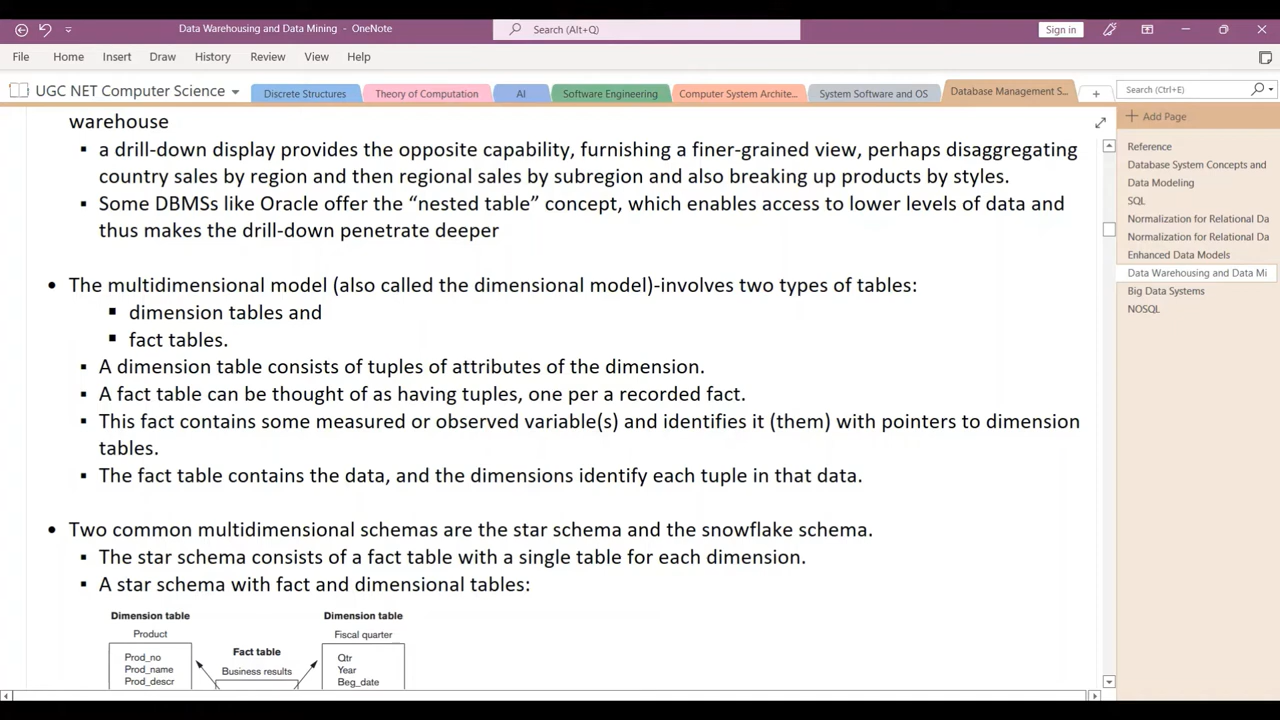 Data Warehousing and Data Mining - OneNote
Search (Alt+Q)
Sign in
File Home Insert Draw History Review View Help
UGC NET Computer Science
Discrete Structures
Theory of Computation
AI
Software Engineering
Computer System Archite...
System Software and OS
Database Management S...
Search (Ctrl+E)
warehouse
▪ a drill-down display provides the opposite capability, furnishing a finer-grained view, perhaps disaggregating
country sales by region and then regional sales by subregion and also breaking up products by styles.
▪ Some DBMSs like Oracle offer the “nested table” concept, which enables access to lower levels of data and
thus makes the drill-down penetrate deeper
• The multidimensional model (also called the dimensional model)-involves two types of tables:
▪ dimension tables and
▪ fact tables.
▪ A dimension table consists of tuples of attributes of the dimension.
▪ A fact table can be thought of as having tuples, one per a recorded fact.
▪ This fact contains some measured or observed variable(s) and identifies it (them) with pointers to dimension
tables.
▪ The fact table contains the data, and the dimensions identify each tuple in that data.
• Two common multidimensional schemas are the star schema and the snowflake schema.
▪ The star schema consists of a fact table with a single table for each dimension.
▪ A star schema with fact and dimensional tables:
Dimension table
Product
Prod_no
Prod_name
Prod_descr
Fact table
Business results
Dimension table
Fiscal quarter
Qtr
Year
Beg_date
Add Page
Reference
Database System Concepts and
Data Modeling
SQL
Normalization for Relational Da
Normalization for Relational Da
Enhanced Data Models
Data Warehousing and Data Mi
Big Data Systems
NOSQL